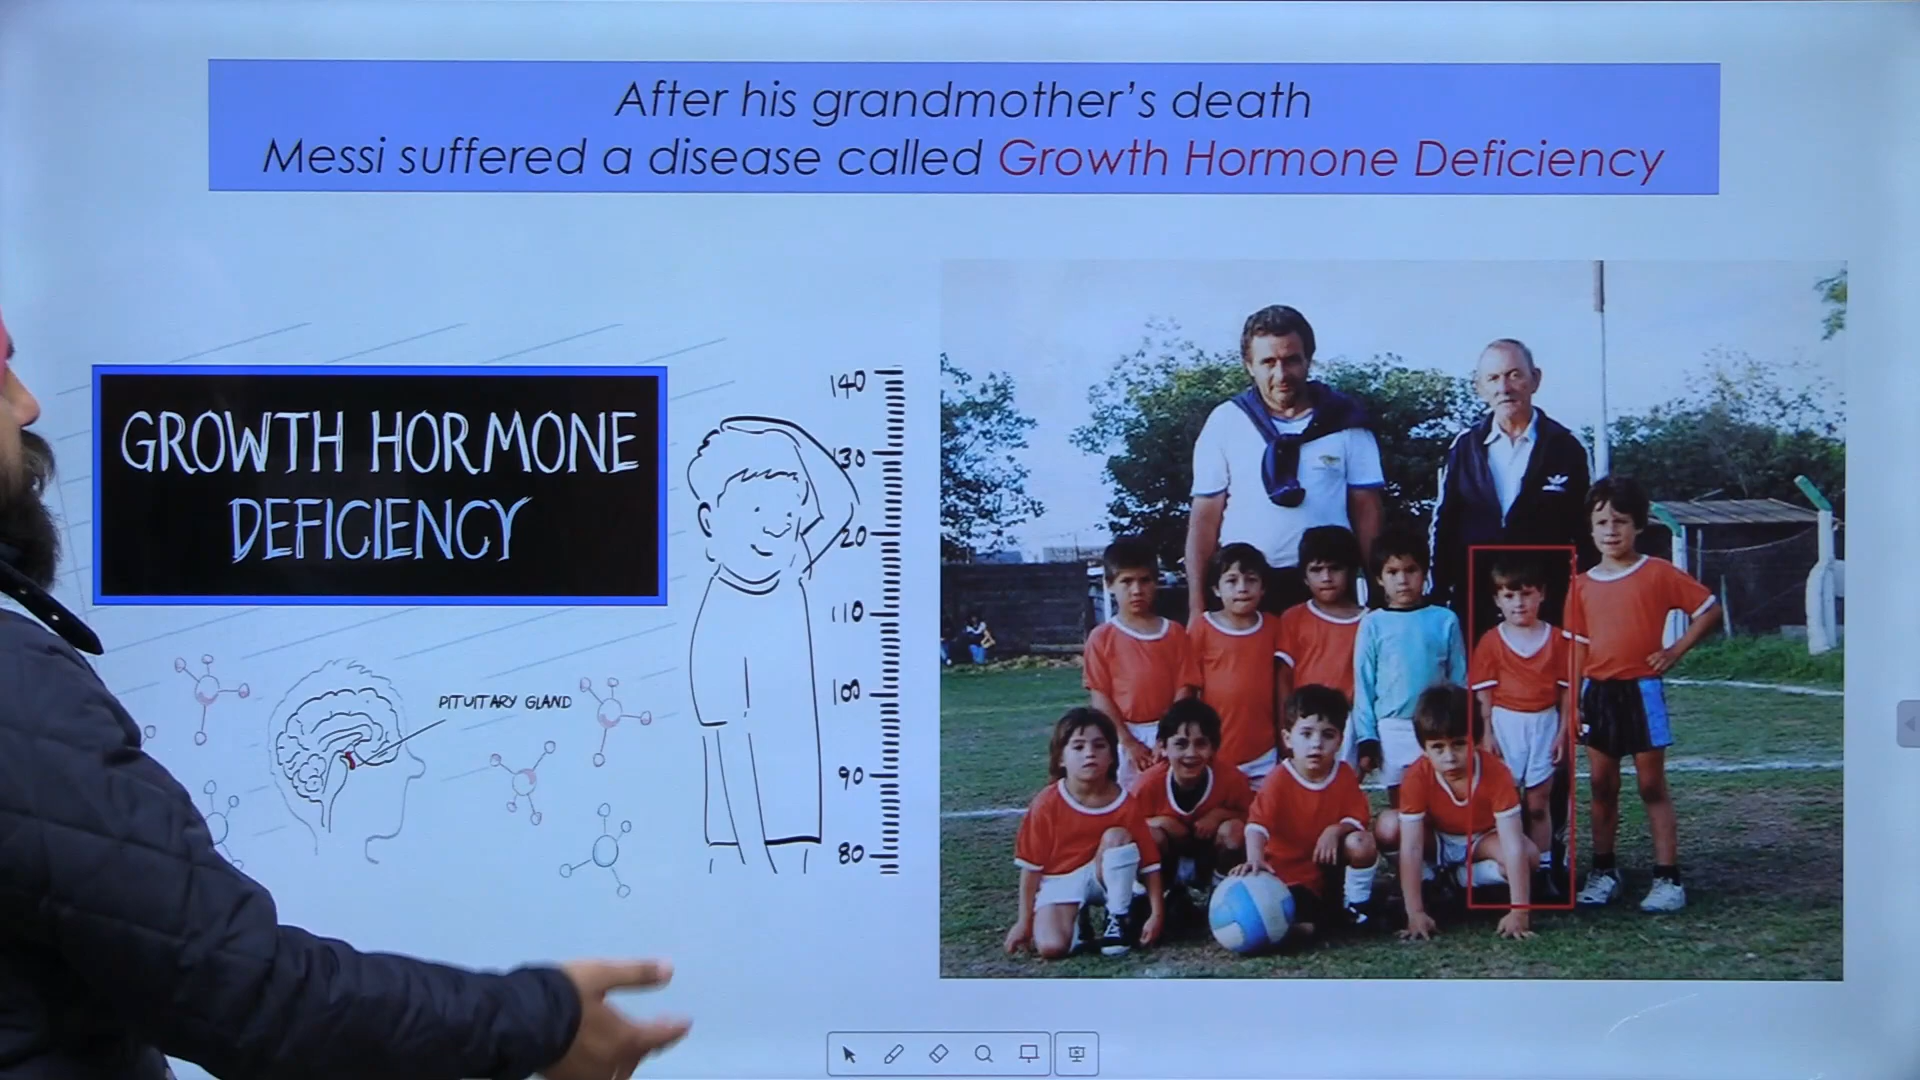 After his grandmother’s death
Messi suffered a disease called Growth Hormone Deficiency
GROWTH HORMONE
DEFICIENCY
PITUITARY GLAND
140
130
120
110
100
90
80